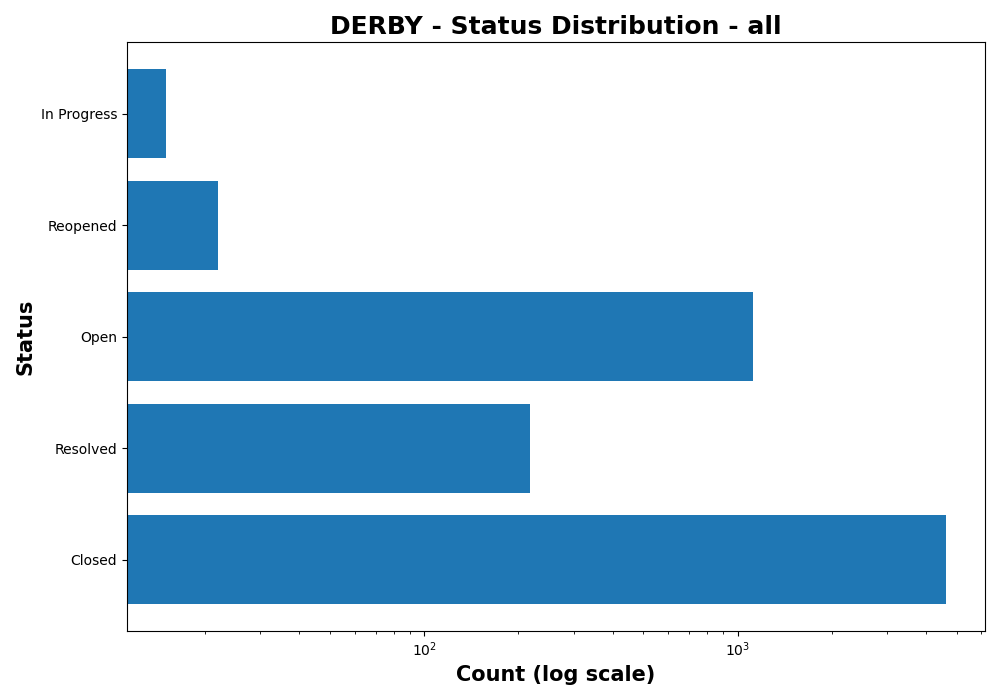 DERBY - Status Distribution - all
In Progress
Reopened
Open
Resolved
Closed
Status
10²
10³
Count (log scale)